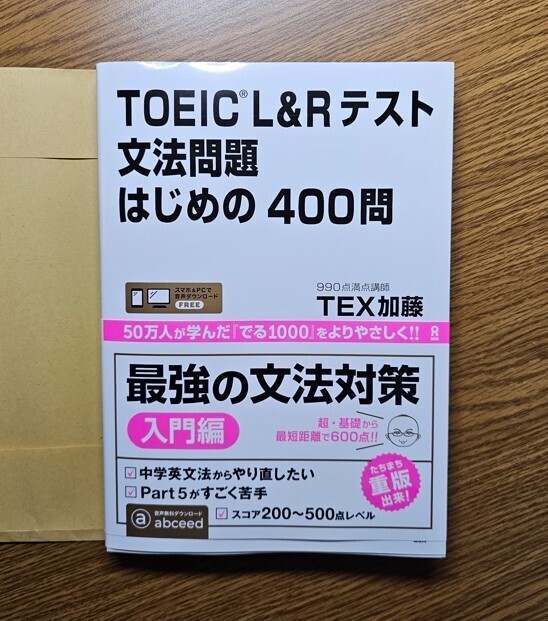 TOEIC® L&Rテスト
文法問題
はじめの400問
スマホ&PCで
音声ダウンロード
FREE
990点満点講師
TEX加藤
50万人が学んだ『でる1000』をよりやさしく!!
最強の文法対策
入門編
超・基礎から
最短距離で600点!!
☑ 中学英文法からやり直したい
☑ Part5がすごく苦手
☑ スコア200〜500点レベル
たちまち
重版
出来!
音声無料ダウンロード
a abceed